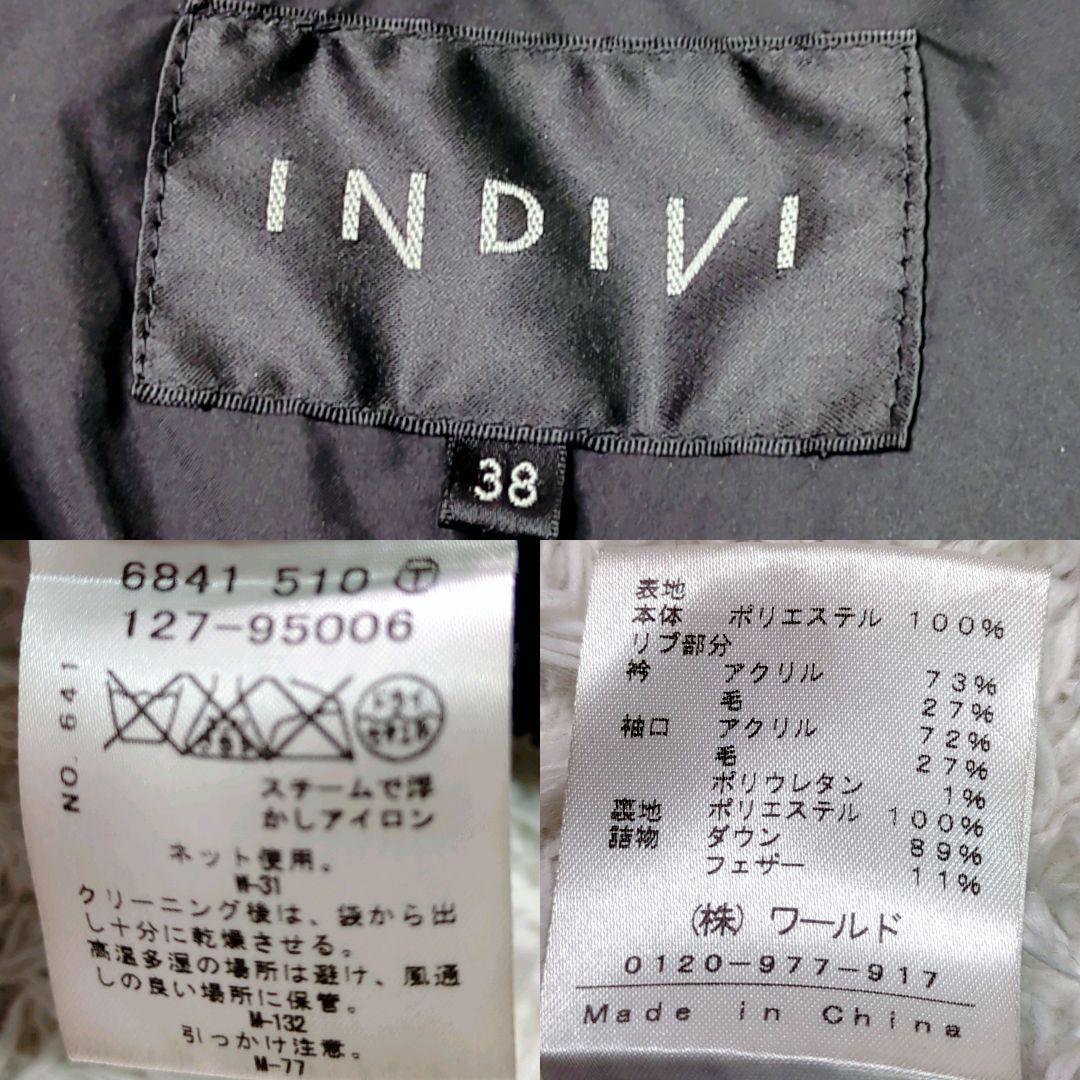 INDIVI
38
6841 510 Ⓣ
127-95006
NO. 641
ドライ
セキユ系
スチームで浮
かしアイロン
ネット使用。
M-31
クリーニング後は、袋から出
し十分に乾燥させる。
高温多湿の場所は避け、風通
しの良い場所に保管。
M-132
引っかけ注意。
M-77
表地
本体 ポリエステル 100%
リブ部分
衿 アクリル 73%
毛 27%
袖口 アクリル 72%
毛 27%
ポリウレタン 1%
裏地 ポリエステル 100%
詰物 ダウン 89%
フェザー 11%
(株) ワールド
0120-977-917
Made in China